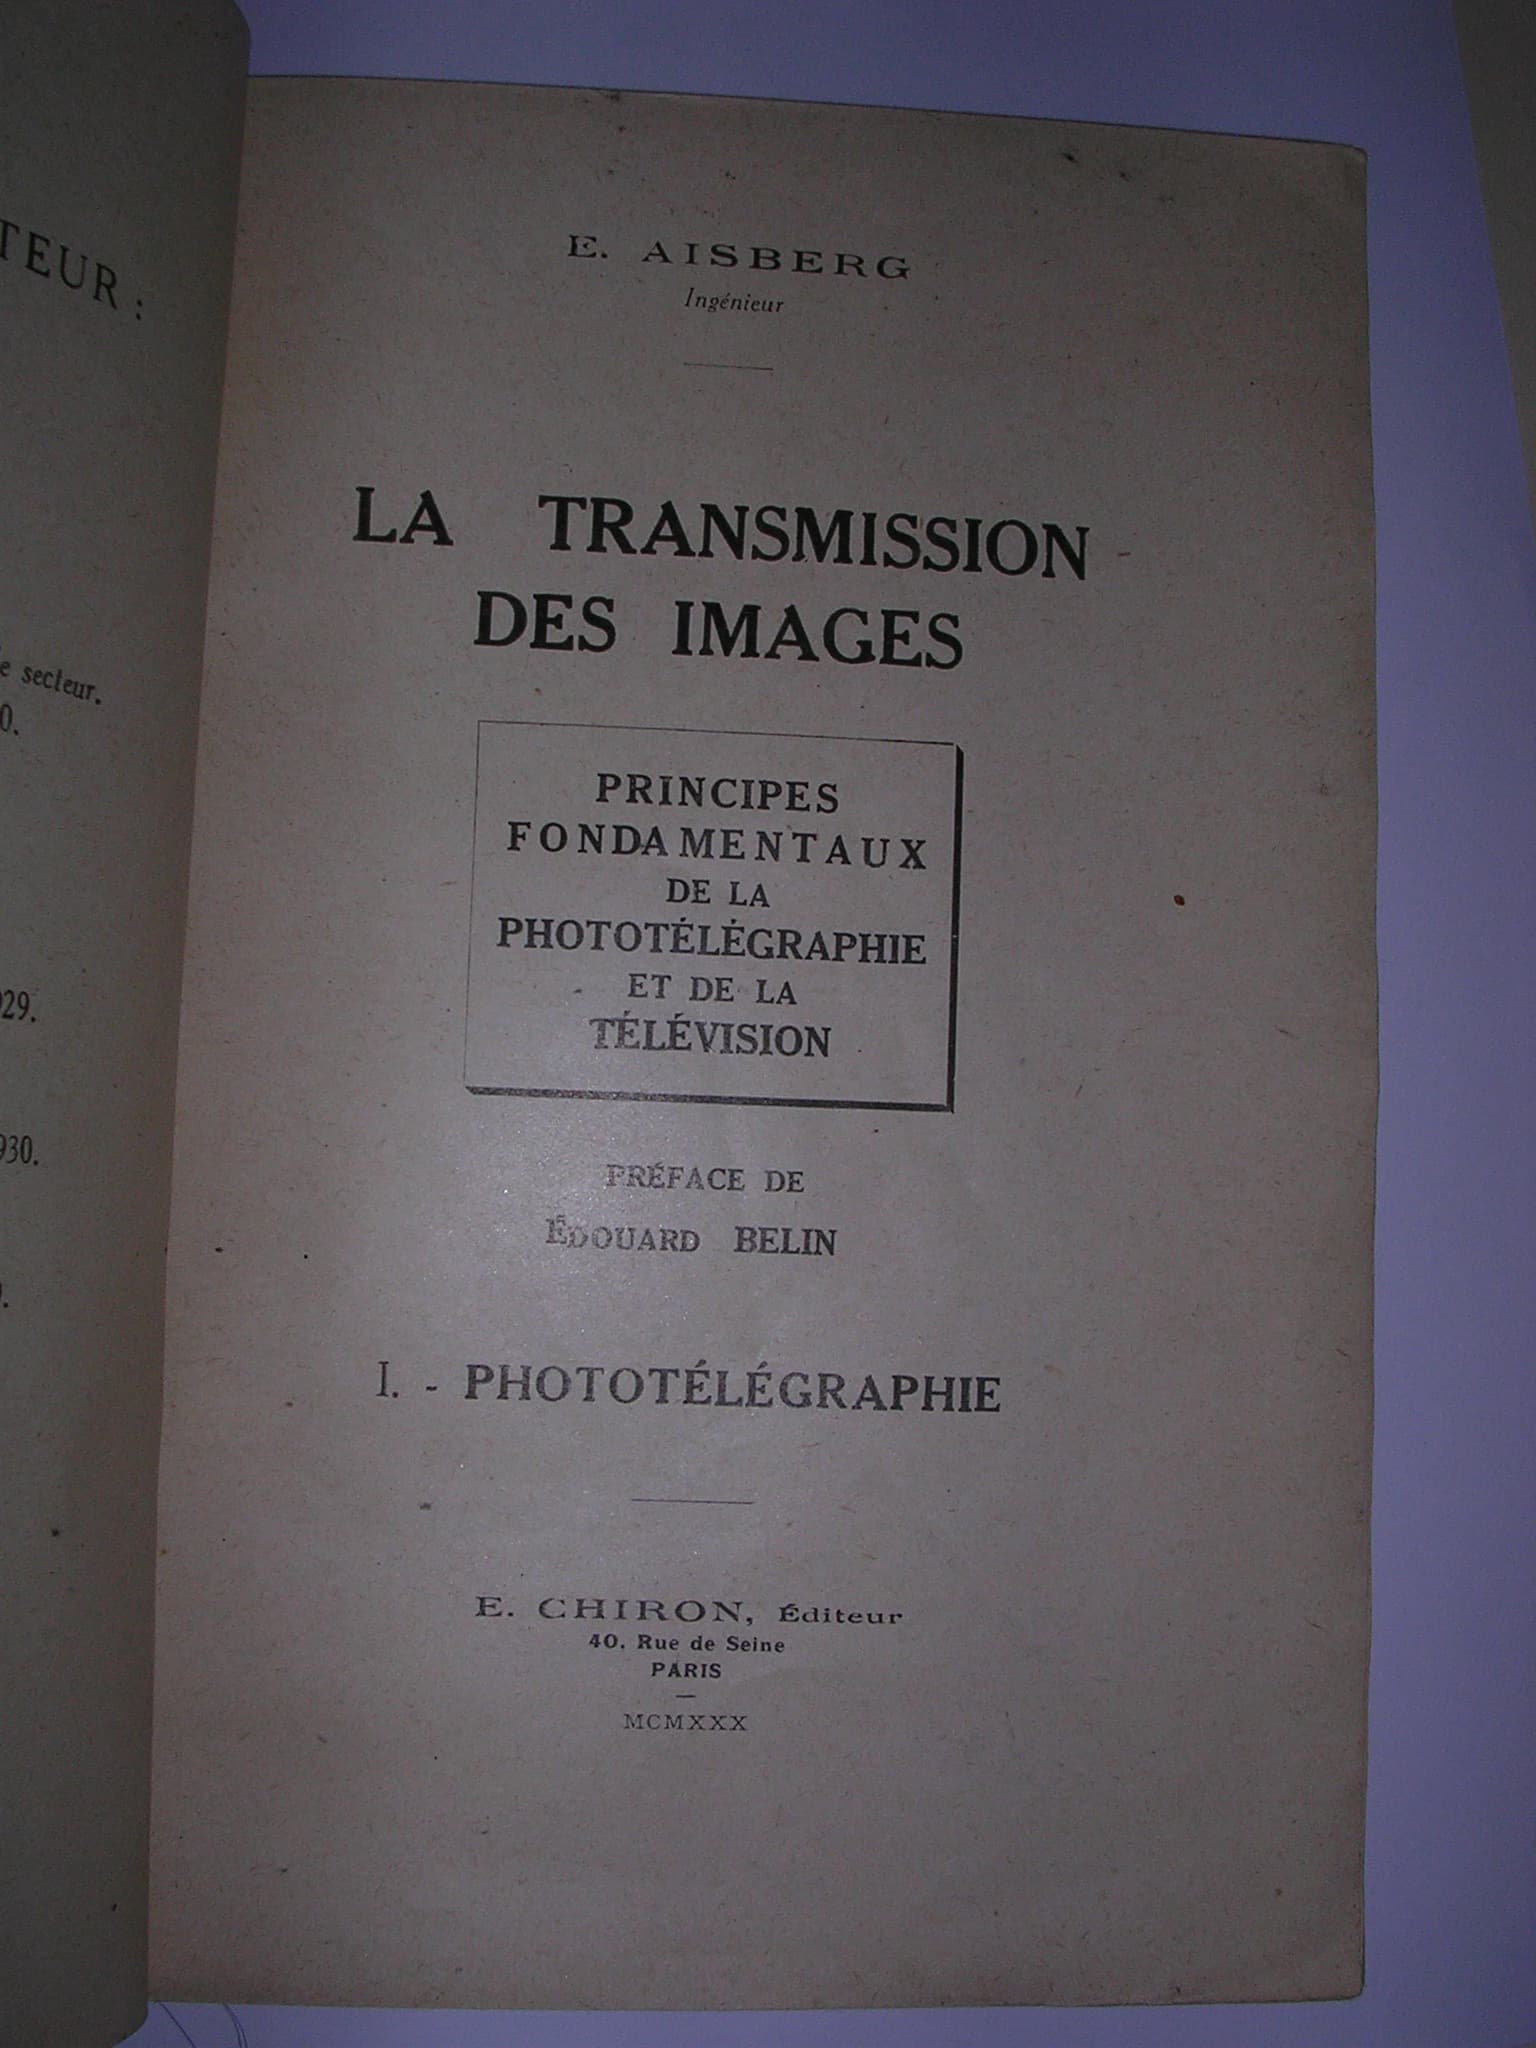 TEUR :
e secteur.
0.
929.
930.
E. AISBERG
Ingénieur
LA TRANSMISSION
DES IMAGES
PRINCIPES
FONDAMENTAUX
DE LA
PHOTOTÉLÉGRAPHIE
ET DE LA
TÉLÉVISION
PRÉFACE DE
ÉDOUARD BELIN
I. - PHOTOTÉLÉGRAPHIE
E. CHIRON, Éditeur
40, Rue de Seine
PARIS
MCMXXX